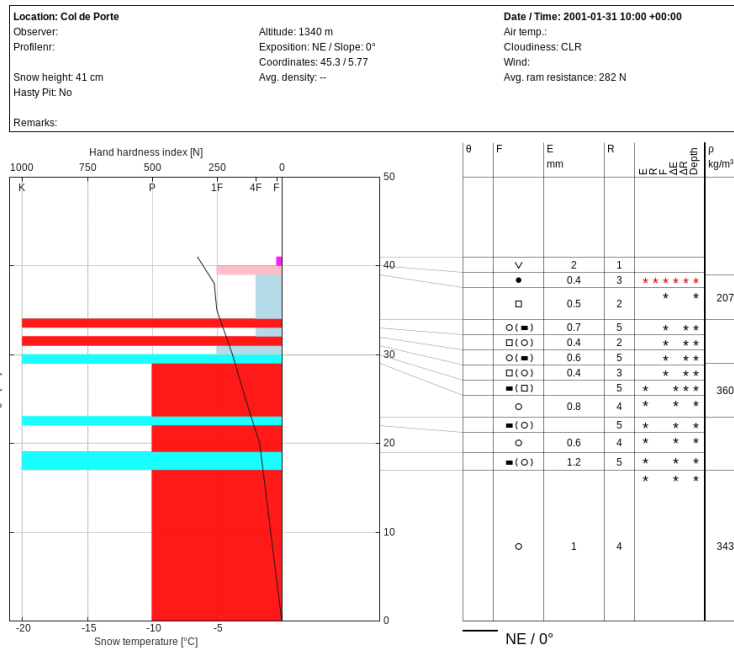 Location: Col de Porte Date / Time: 2001-01-31 10:00 +00:00
Observer: Altitude: 1340 m Air temp.:
Profilenr: Exposition: NE / Slope: 0° Cloudiness: CLR
Coordinates: 45.3 / 5.77 Wind:
Snow height: 41 cm Avg. density: -- Avg. ram resistance: 282 N
Hasty Pit: No
Remarks:
Hand hardness index [N]
1000 750 500 250 0
K P 1F 4F F
50
40
30
20
10
0
-20 -15 -10 -5
Snow temperature [°C]
θ F E R E R F ΔE ΔR Depth ρ
mm kg/m³
∨ 2 1
● 0.4 3 * * * * * *
□ 0.5 2 * *
207
○(▬) 0.7 5 * * *
□(○) 0.4 2 * * *
○(▬) 0.6 5 * * *
□(○) 0.4 3 * * *
▬(□) 5 * * * *
360
○ 0.8 4 * * *
▬(○) 5 * * *
○ 0.6 4 * * *
▬(○) 1.2 5 * * *
* * *
○ 1 4
343
NE / 0°